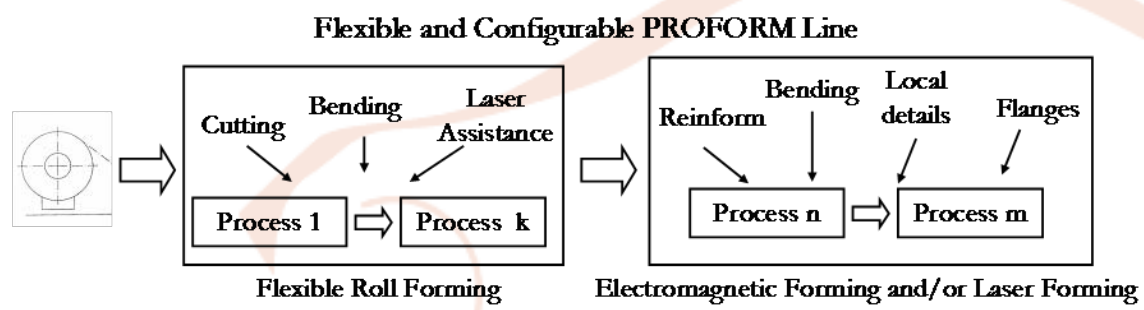 Flexible and Configurable PROFORM Line
Cutting
Bending
Laser
Assistance
Process 1
Process k
Flexible Roll Forming
Reinform
Bending
Local
details
Flanges
Process n
Process m
Electromagnetic Forming and/or Laser Forming